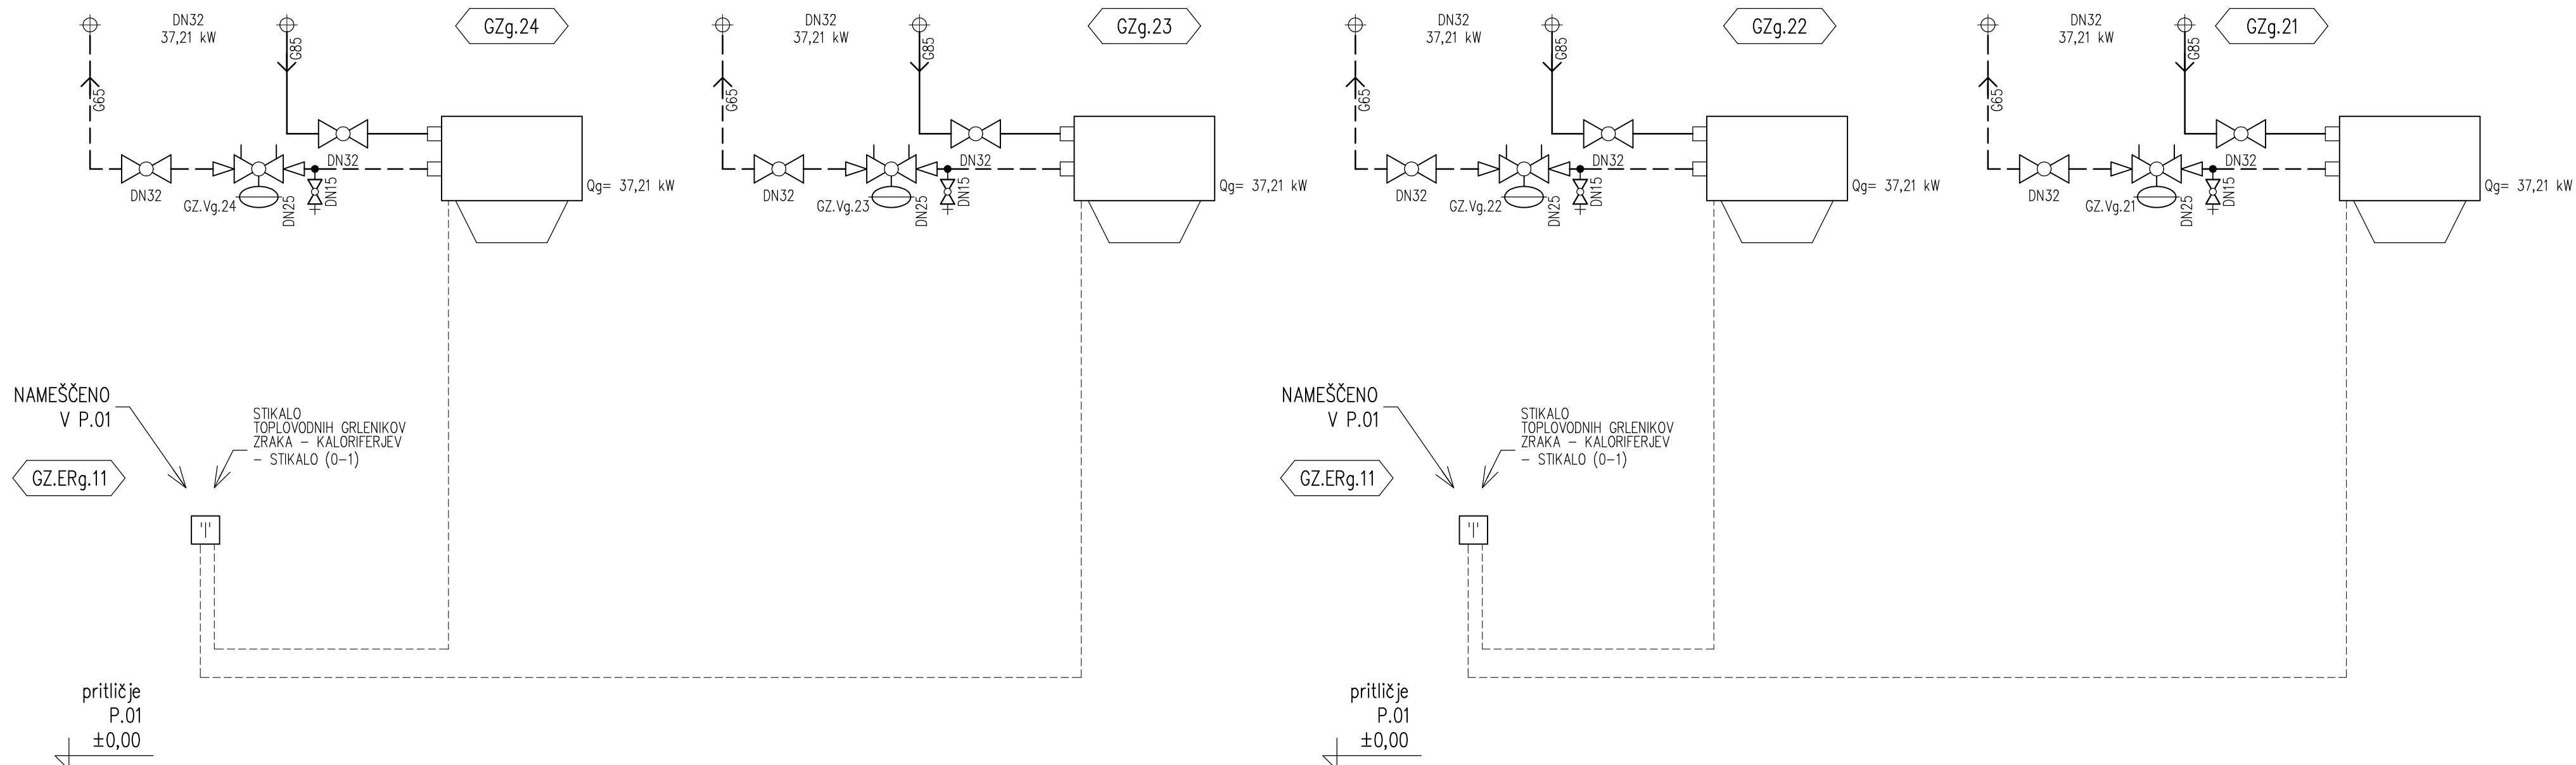 DN32
37,21 kW
GZg.24
G85
G65
DN32
DN32
GZ.Vg.24
DN25
DN15
Qg= 37,21 kW
DN32
37,21 kW
GZg.23
G85
G65
DN32
DN32
GZ.Vg.23
DN25
DN15
Qg= 37,21 kW
DN32
37,21 kW
GZg.22
G85
G65
DN32
DN32
GZ.Vg.22
DN25
DN15
Qg= 37,21 kW
DN32
37,21 kW
GZg.21
G85
G65
DN32
DN32
GZ.Vg.21
DN25
DN15
Qg= 37,21 kW
NAMEŠČENO
V P.01
STIKALO
TOPLOVODNIH GRLENIKOV
ZRAKA – KALORIFERJEV
– STIKALO (0–1)
GZ.ERg.11
pritličje
P.01
±0,00
NAMEŠČENO
V P.01
STIKALO
TOPLOVODNIH GRLENIKOV
ZRAKA – KALORIFERJEV
– STIKALO (0–1)
GZ.ERg.11
pritličje
P.01
±0,00